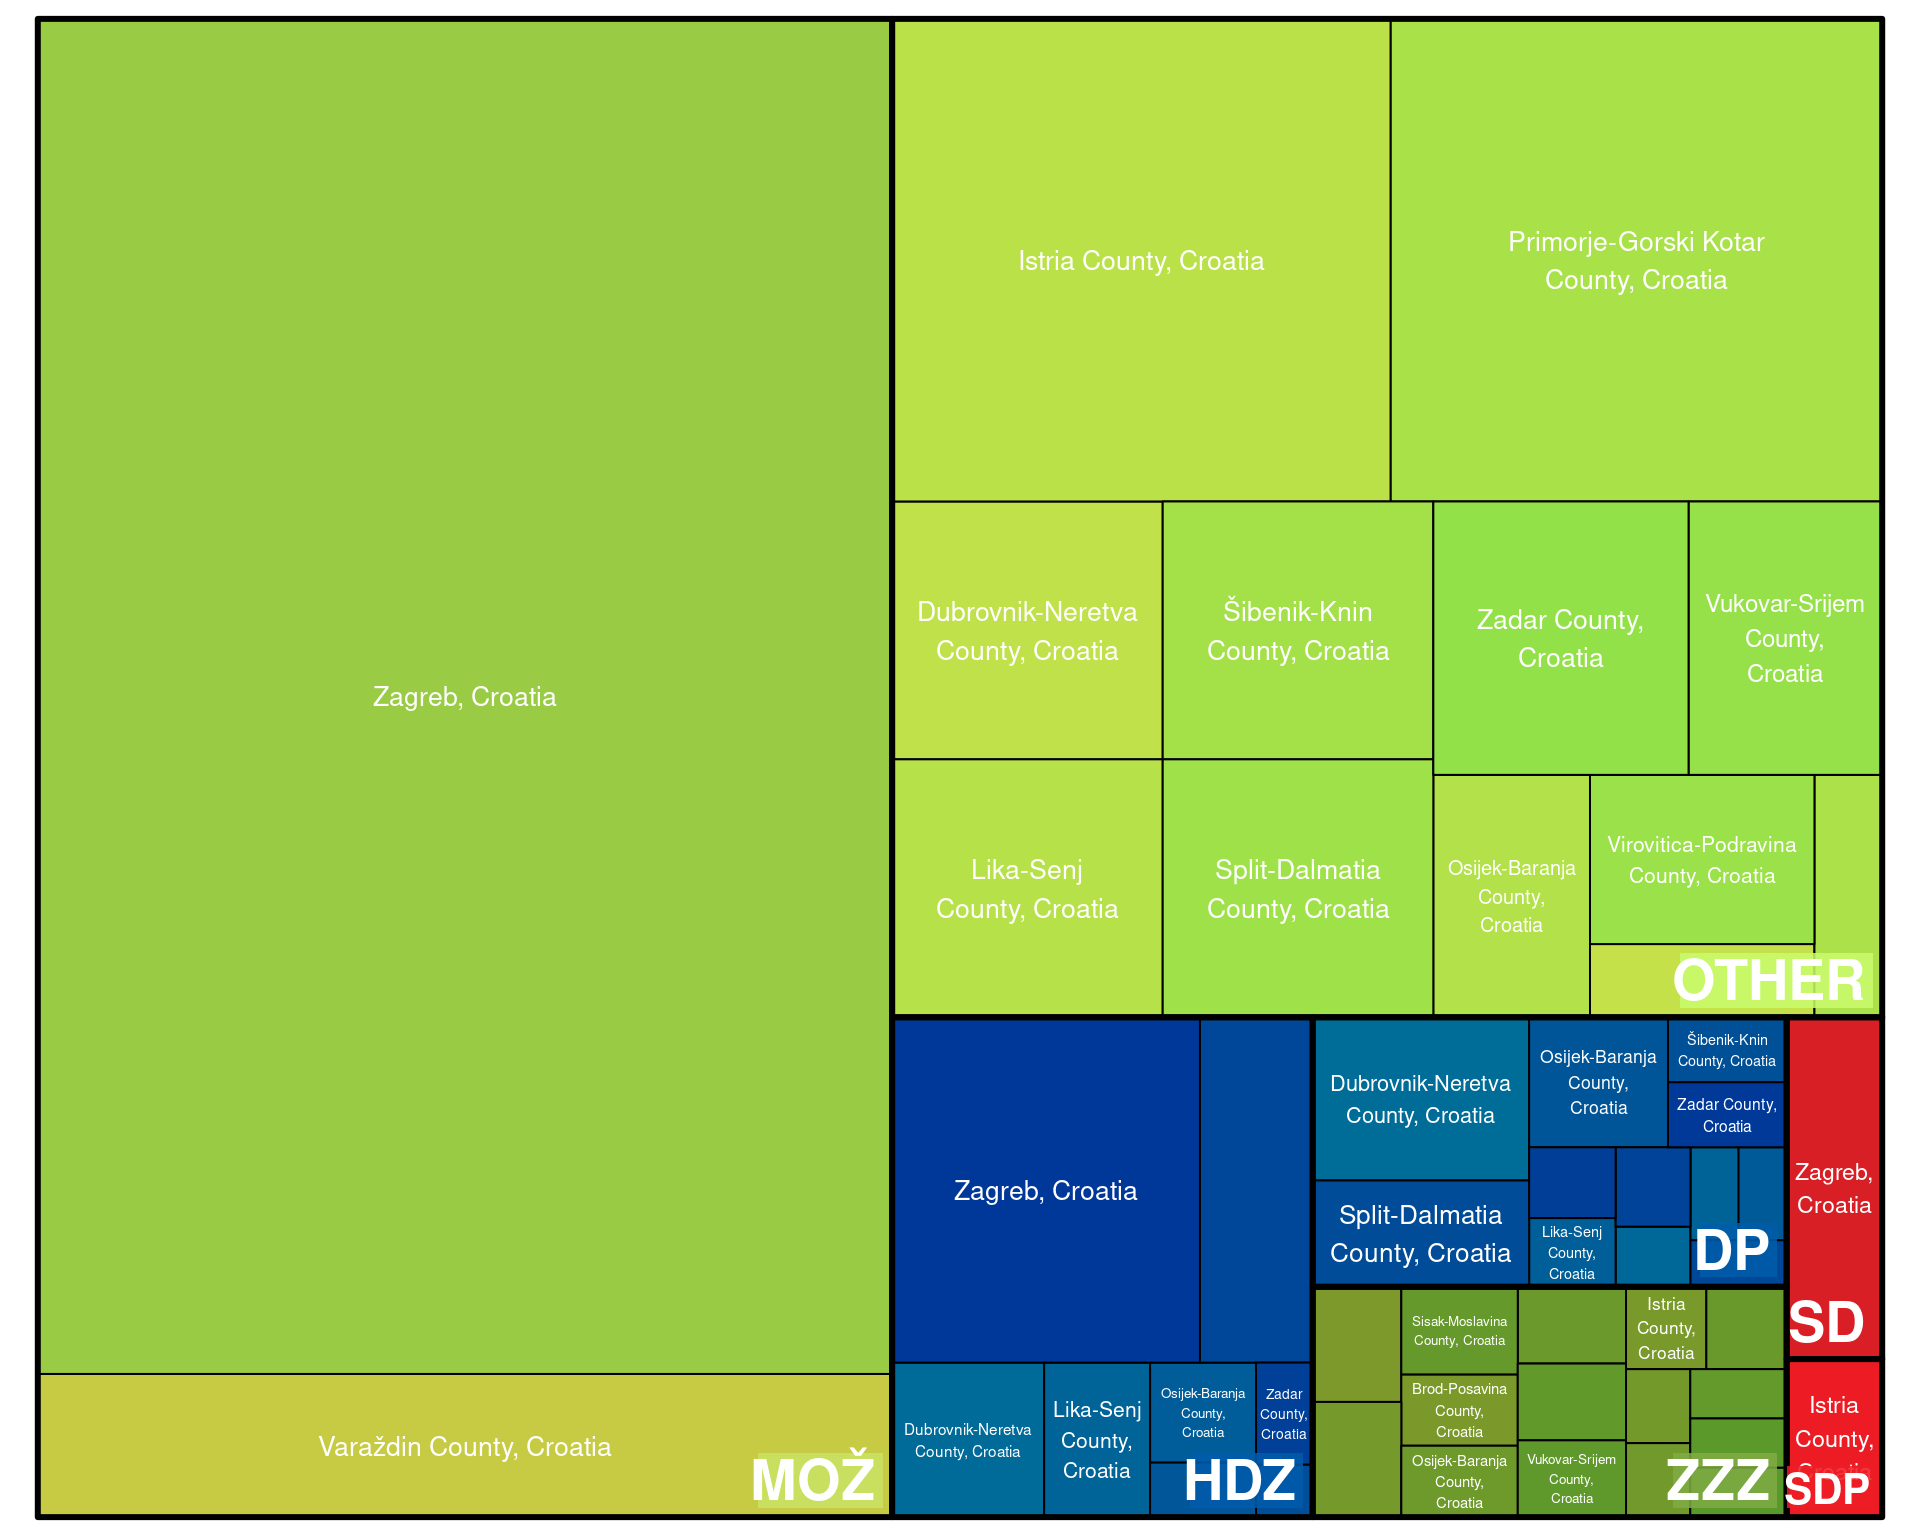 Zagreb, Croatia
Varaždin County, Croatia
MOŽ
Istria County, Croatia
Primorje-Gorski Kotar
County, Croatia
Dubrovnik-Neretva
County, Croatia
Šibenik-Knin
County, Croatia
Zadar County,
Croatia
Vukovar-Srijem
County,
Croatia
Lika-Senj
County, Croatia
Split-Dalmatia
County, Croatia
Osijek-Baranja
County,
Croatia
Virovitica-Podravina
County, Croatia
OTHER
Zagreb, Croatia
Dubrovnik-Neretva
County, Croatia
Lika-Senj
County,
Croatia
Osijek-Baranja
County,
Croatia
Zadar
County,
Croatia
HDZ
Dubrovnik-Neretva
County, Croatia
Split-Dalmatia
County, Croatia
Osijek-Baranja
County,
Croatia
Šibenik-Knin
County, Croatia
Zadar County,
Croatia
Lika-Senj
County,
Croatia
DP
Sisak-Moslavina
County, Croatia
Brod-Posavina
County,
Croatia
Osijek-Baranja
County,
Croatia
Istria
County,
Croatia
Vukovar-Srijem
County,
Croatia
ZZZ
Zagreb,
Croatia
SD
Istria
County,
Croatia
SDP